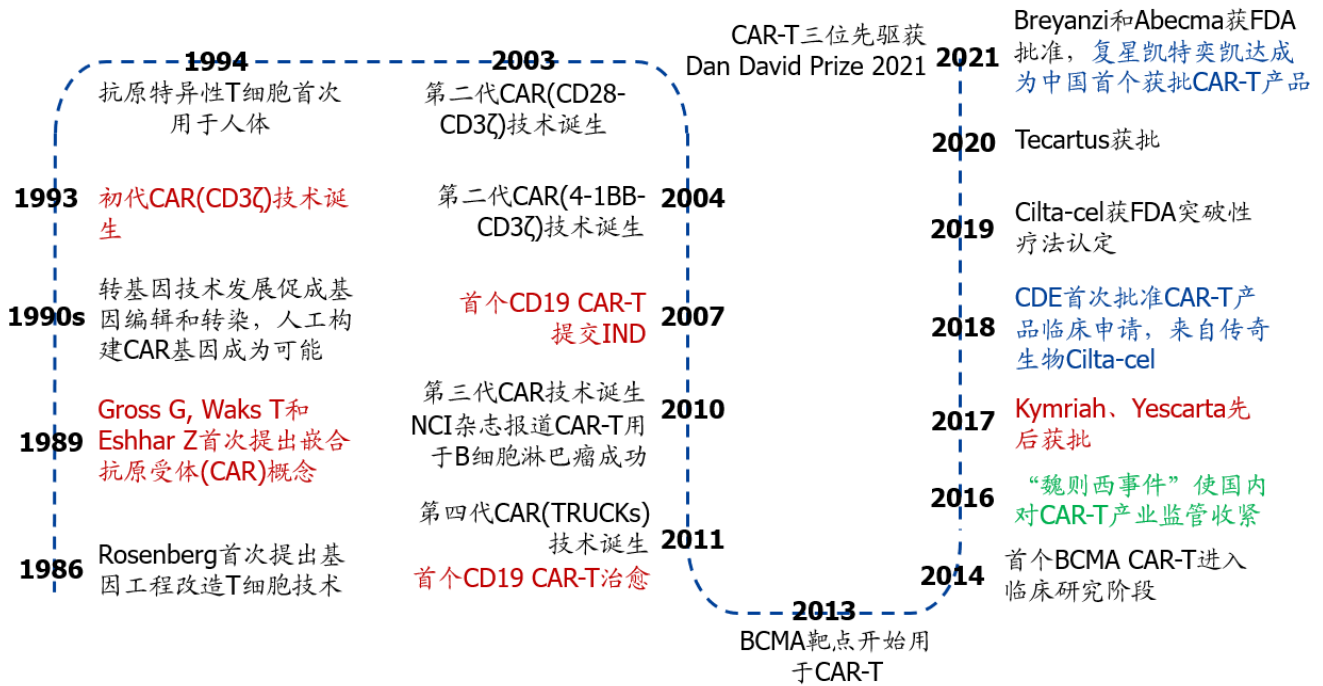 1986
Rosenberg首次提出基
因工程改造T细胞技术
1989
Gross G, Waks T和
Eshhar Z首次提出嵌合
抗原受体(CAR)概念
1990s
转基因技术发展促成基
因编辑和转染，人工构
建CAR基因成为可能
1993
初代CAR(CD3ζ)技术诞
生
1994
抗原特异性T细胞首次
用于人体
2003
第二代CAR(CD28-
CD3ζ)技术诞生
2004
第二代CAR(4-1BB-
CD3ζ)技术诞生
2007
首个CD19 CAR-T
提交IND
2010
第三代CAR技术诞生
NCI杂志报道CAR-T用
于B细胞淋巴瘤成功
2011
第四代CAR(TRUCKs)
技术诞生
首个CD19 CAR-T治愈
2013
BCMA靶点开始用
于CAR-T
2014
首个BCMA CAR-T进入
临床研究阶段
2016
“魏则西事件”使国内
对CAR-T产业监管收紧
2017
Kymriah、Yescarta先
后获批
2018
CDE首次批准CAR-T产
品临床申请，来自传奇
生物Cilta-cel
2019
Cilta-cel获FDA突破性
疗法认定
2020
Tecartus获批
2021
CAR-T三位先驱获
Dan David Prize 2021
Breyanzi和Abecma获FDA
批准，复星凯特奕凯达成
为中国首个获批CAR-T产品